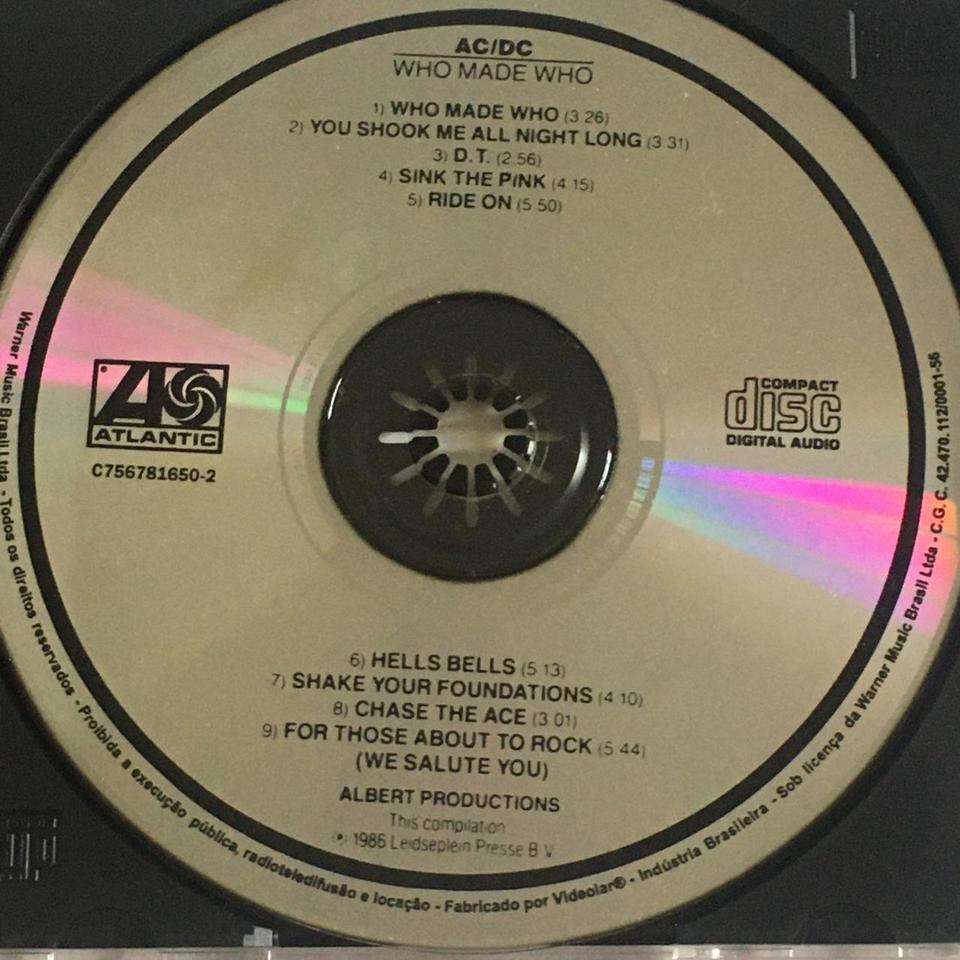 AC/DC
WHO MADE WHO
1) WHO MADE WHO (3 26)
2) YOU SHOOK ME ALL NIGHT LONG (3 31)
3) D.T. (2 56)
4) SINK THE PINK (4 15)
5) RIDE ON (5 50)
ATLANTIC
C756781650-2
COMPACT
disc
DIGITAL AUDIO
6) HELLS BELLS (5 13)
7) SHAKE YOUR FOUNDATIONS (4 10)
8) CHASE THE ACE (3 01)
9) FOR THOSE ABOUT TO ROCK (5 44)
(WE SALUTE YOU)
ALBERT PRODUCTIONS
This compilation
℗ 1986 Leidseplein Presse B V
Warner Music Brasil Ltda - Todos os direitos reservados - Proibida a execução pública, radioteledifusão e locação - Fabricado por Videolar® - Indústria Brasileira - Sob licença da Warner Music Brasil Ltda - C.G.C. 42.470.112/0001-56